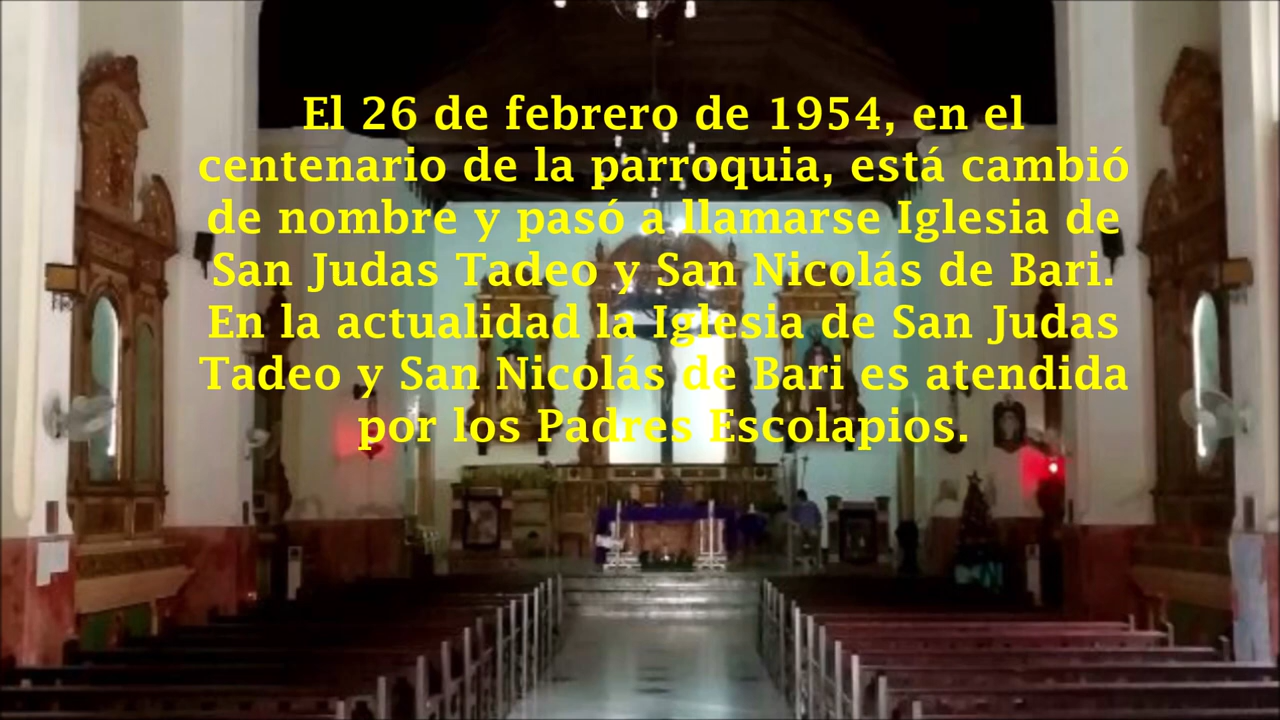 El 26 de febrero de 1954, en el
centenario de la parroquia, está cambió
de nombre y pasó a llamarse Iglesia de
San Judas Tadeo y San Nicolás de Bari.
En la actualidad la Iglesia de San Judas
Tadeo y San Nicolás de Bari es atendida
por los Padres Escolapios.